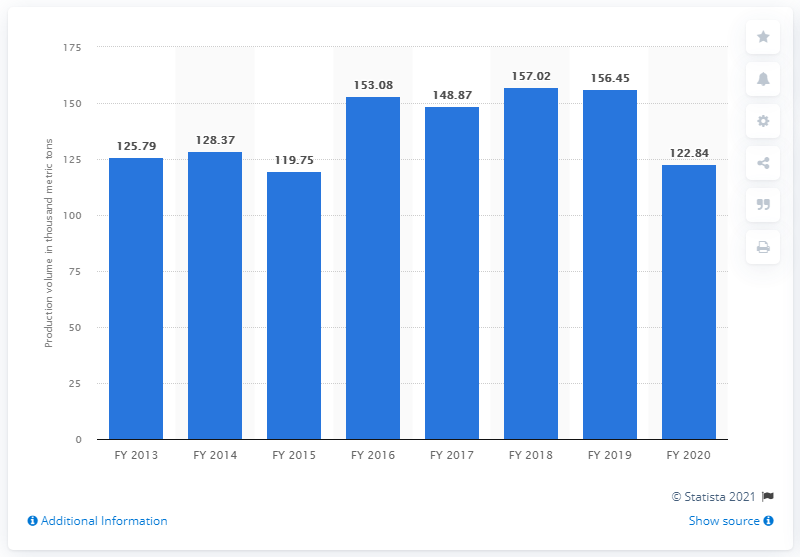 Production volume in thousand metric tons
175
150
125
100
75
50
25
0
125.79
128.37
119.75
153.08
148.87
157.02
156.45
122.84
FY 2013
FY 2014
FY 2015
FY 2016
FY 2017
FY 2018
FY 2019
FY 2020
© Statista 2021
Additional Information
Show source